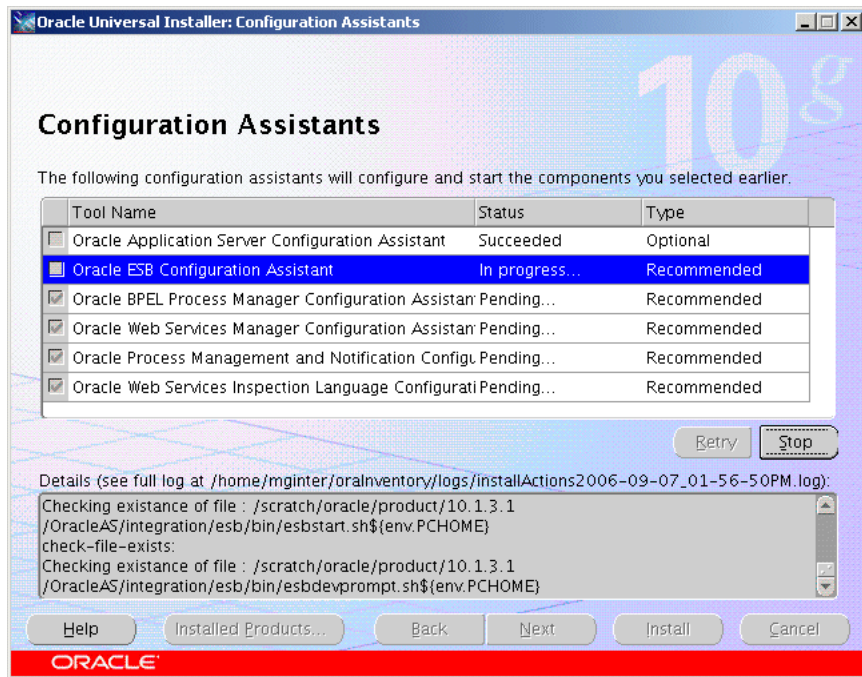 Oracle Universal Installer: Configuration Assistants
10g
Configuration Assistants
The following configuration assistants will configure and start the components you selected earlier.
Tool Name Status Type
Oracle Application Server Configuration Assistant Succeeded Optional
Oracle ESB Configuration Assistant In progress... Recommended
Oracle BPEL Process Manager Configuration Assistan Pending... Recommended
Oracle Web Services Manager Configuration Assistan Pending... Recommended
Oracle Process Management and Notification Configu Pending... Recommended
Oracle Web Services Inspection Language Configurati Pending... Recommended
Retry Stop
Details (see full log at /home/mginter/oraInventory/logs/installActions2006-09-07_01-56-50PM.log):
Checking existance of file : /scratch/oracle/product/10.1.3.1
/OracleAS/integration/esb/bin/esbstart.sh${env.PCHOME}
check-file-exists:
Checking existance of file : /scratch/oracle/product/10.1.3.1
/OracleAS/integration/esb/bin/esbdevprompt.sh${env.PCHOME}
Help Installed Products... Back Next Install Cancel
ORACLE